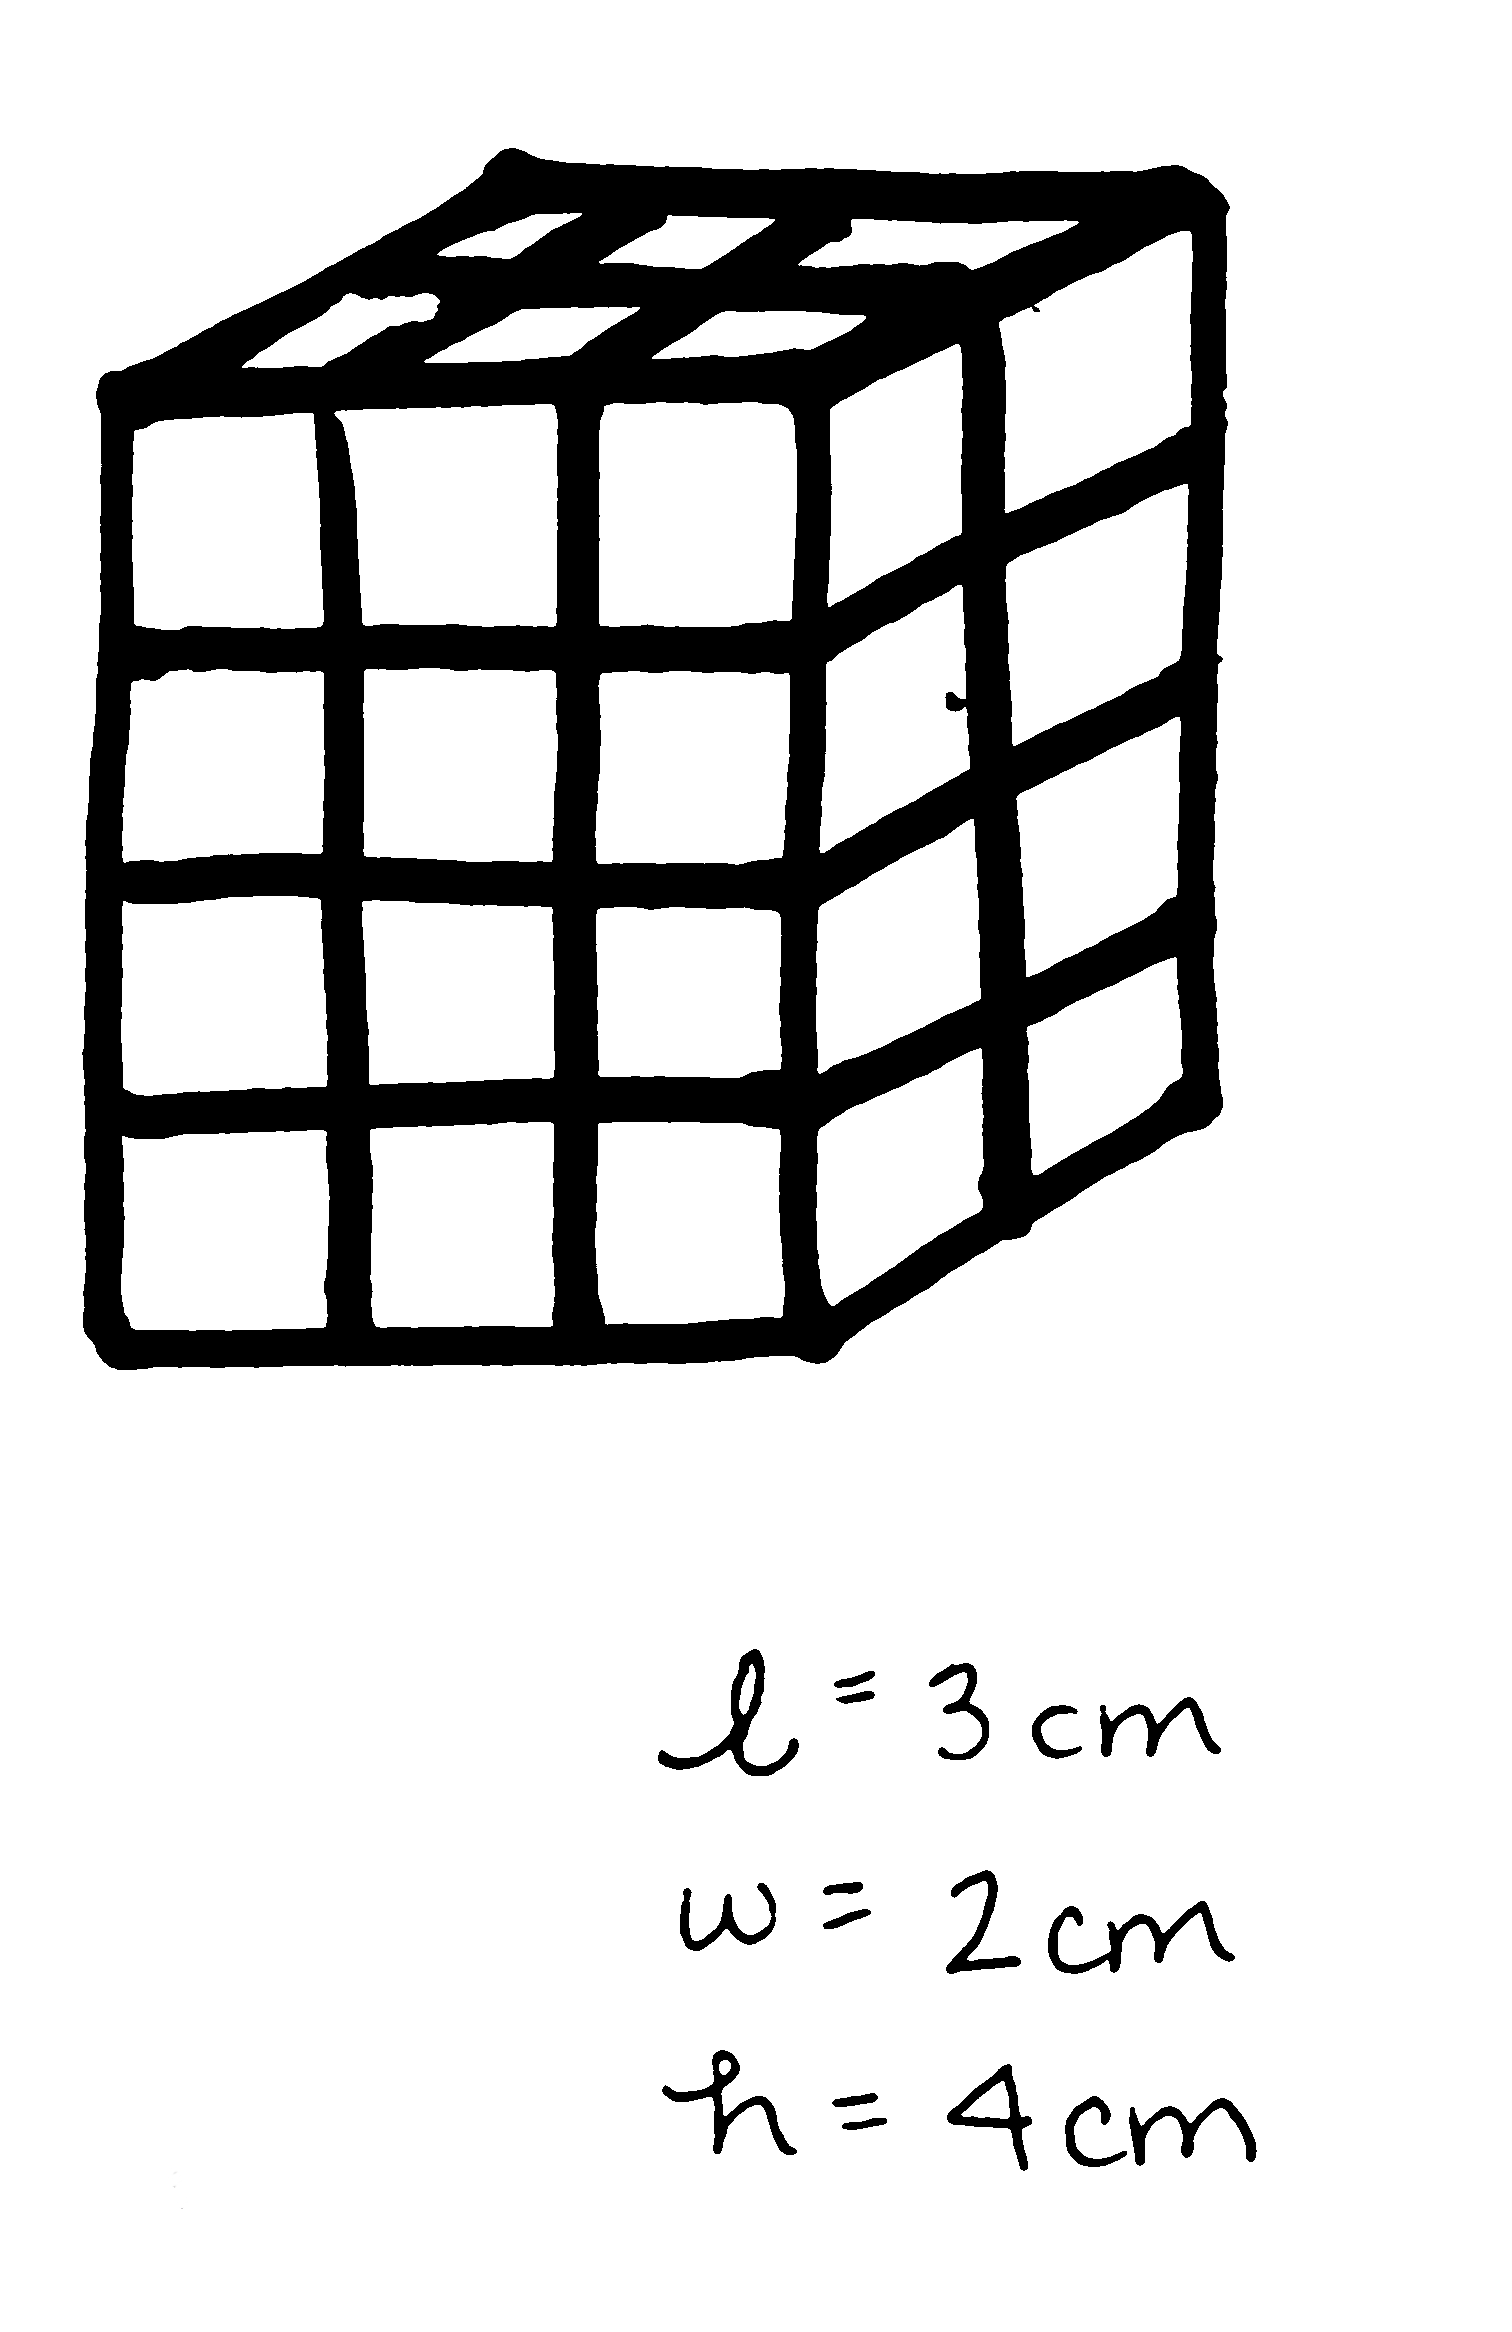 l = 3 cm
w = 2 cm
h = 4 cm